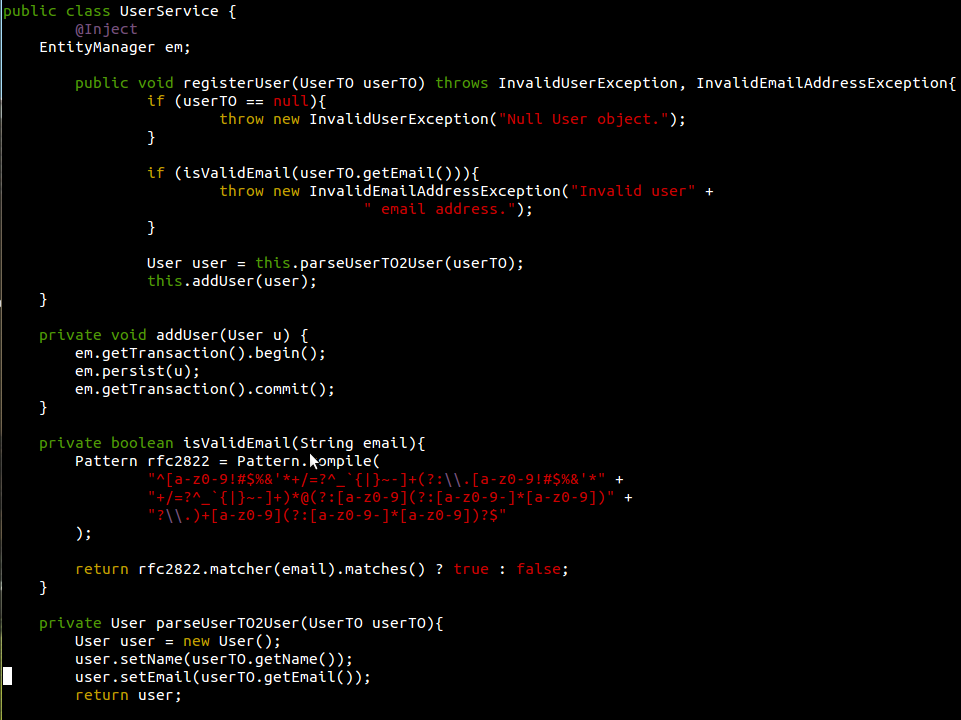 public class UserService {
        @Inject
    EntityManager em;

        public void registerUser(UserTO userTO) throws InvalidUserException, InvalidEmailAddressException{
                if (userTO == null){
                        throw new InvalidUserException("Null User object.");
                }

                if (isValidEmail(userTO.getEmail())){
                        throw new InvalidEmailAddressException("Invalid user" +
                                        " email address.");
                }

                User user = this.parseUserTO2User(userTO);
                this.addUser(user);
    }

    private void addUser(User u) {
        em.getTransaction().begin();
        em.persist(u);
        em.getTransaction().commit();
    }

    private boolean isValidEmail(String email){
        Pattern rfc2822 = Pattern.compile(
                "^[a-z0-9!#$%&'*+/=?^_`{|}~-]+(?:\\.[a-z0-9!#$%&'*" +
                "+/=?^_`{|}~-]+)*@(?:[a-z0-9](?:[a-z0-9-]*[a-z0-9])" +
                "?\\.)+[a-z0-9](?:[a-z0-9-]*[a-z0-9])?$"
        );

        return rfc2822.matcher(email).matches() ? true : false;
    }

    private User parseUserTO2User(UserTO userTO){
        User user = new User();
        user.setName(userTO.getName());
        user.setEmail(userTO.getEmail());
        return user;